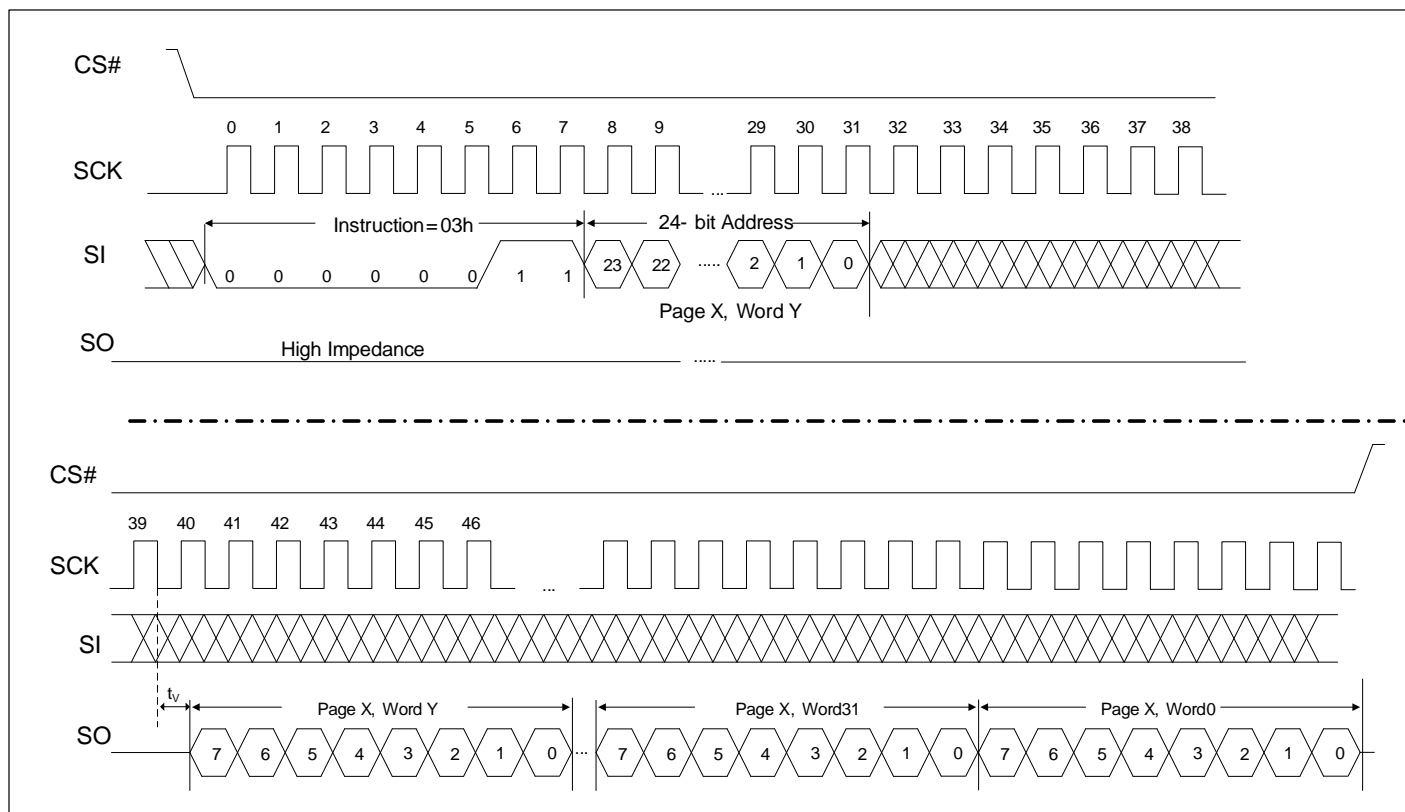 CS#
0 1 2 3 4 5 6 7 8 9 29 30 31 32 33 34 35 36 37 38
SCK
...
Instruction=03h 24- bit Address
SI
0 0 0 0 0 0 1 1 23 22 ..... 2 1 0
Page X, Word Y
SO
High Impedance .....
CS#
39 40 41 42 43 44 45 46
SCK
...
SI
tV Page X, Word Y Page X, Word31 Page X, Word0
SO
7 6 5 4 3 2 1 0 ... 7 6 5 4 3 2 1 0 7 6 5 4 3 2 1 0